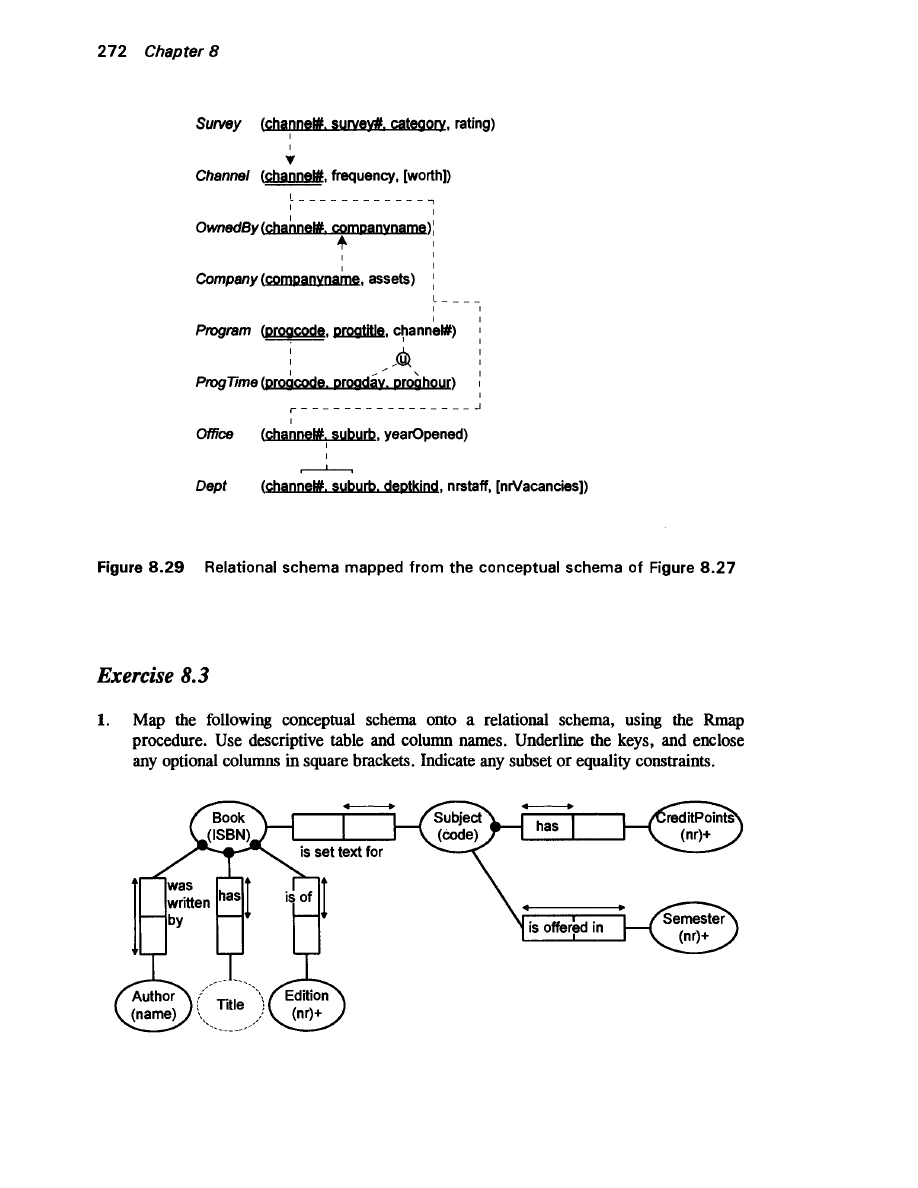 272 Chapter 8
Survey (channel#, survey#, category, rating)
Channel (channel#, frequency, [worth])
OwnedBy (channel#, companyname)
Company (companyname, assets)
Program (progcode, progtitle, channel#)
u
ProgTime (progcode, progday, proghour)
Office (channel#, suburb, yearOpened)
Dept (channel#, suburb, deptkind, nrstaff, [nrVacancies])
Figure 8.29 Relational schema mapped from the conceptual schema of Figure 8.27
Exercise 8.3
1. Map the following conceptual schema onto a relational schema, using the Rmap
procedure. Use descriptive table and column names. Underline the keys, and enclose
any optional columns in square brackets. Indicate any subset or equality constraints.
Book
(ISBN)
is set text for
Subject
(code)
has
CreditPoints
(nr)+
was
written
by
has
is of
is offered in
Semester
(nr)+
Author
(name)
Title
Edition
(nr)+